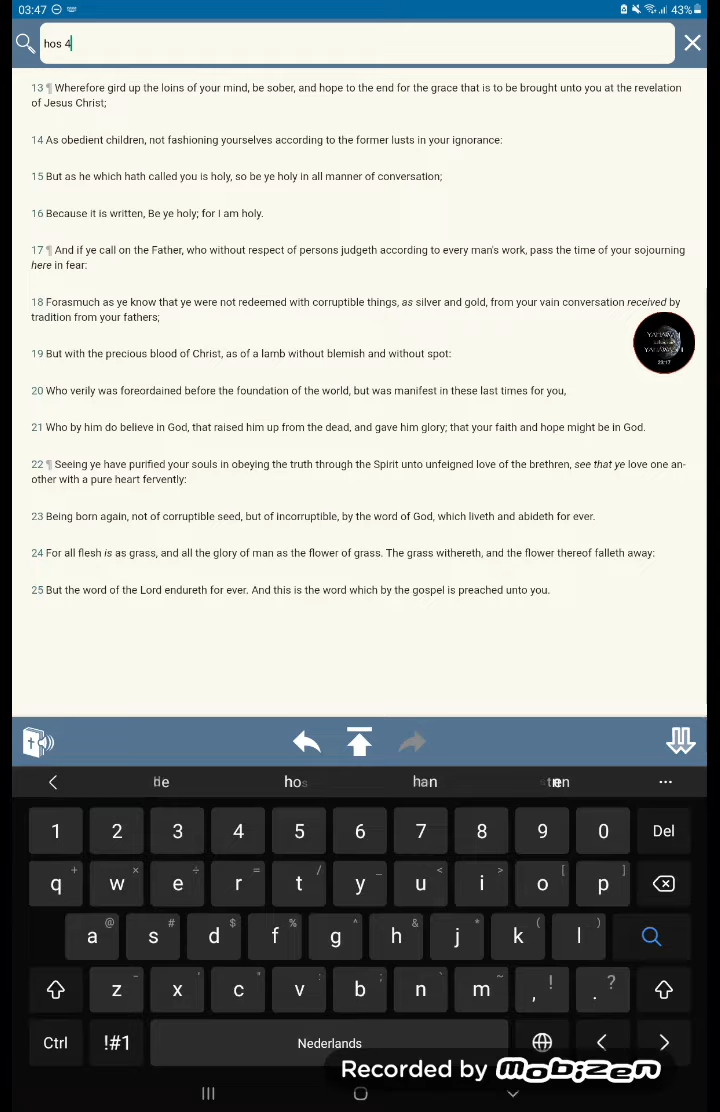 03:47 43%
hos 4
13 ¶ Wherefore gird up the loins of your mind, be sober, and hope to the end for the grace that is to be brought unto you at the revelation
of Jesus Christ;
14 As obedient children, not fashioning yourselves according to the former lusts in your ignorance:
15 But as he which hath called you is holy, so be ye holy in all manner of conversation;
16 Because it is written, Be ye holy; for I am holy.
17 ¶ And if ye call on the Father, who without respect of persons judgeth according to every man's work, pass the time of your sojourning
here in fear:
18 Forasmuch as ye know that ye were not redeemed with corruptible things, as silver and gold, from your vain conversation received by
tradition from your fathers;
19 But with the precious blood of Christ, as of a lamb without blemish and without spot:
20 Who verily was foreordained before the foundation of the world, but was manifest in these last times for you,
21 Who by him do believe in God, that raised him up from the dead, and gave him glory; that your faith and hope might be in God.
22 ¶ Seeing ye have purified your souls in obeying the truth through the Spirit unto unfeigned love of the brethren, see that ye love one an-
other with a pure heart fervently:
23 Being born again, not of corruptible seed, but of incorruptible, by the word of God, which liveth and abideth for ever.
24 For all flesh is as grass, and all the glory of man as the flower of grass. The grass withereth, and the flower thereof falleth away:
25 But the word of the Lord endureth for ever. And this is the word which by the gospel is preached unto you.
23:17
hos han ...
1 2 3 4 5 6 7 8 9 0 Del
+ × ÷ = / _ < > [ ]
q w e r t y u i o p
@ # $ % ^ & * ( )
a s d f g h j k l
- ' " : ; ` ~ ! ?
z x c v b n m , .
Ctrl !#1 Nederlands < >
Recorded by mobizen